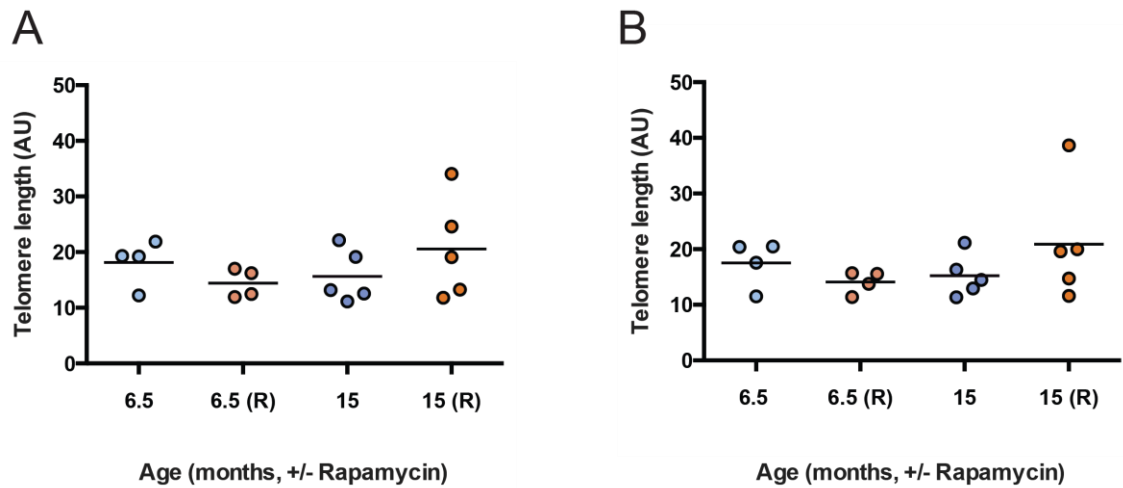 A
Telomere length (AU)
50
40
30
20
10
0
6.5 6.5 (R) 15 15 (R)
Age (months, +/- Rapamycin)
B
Telomere length (AU)
50
40
30
20
10
0
6.5 6.5 (R) 15 15 (R)
Age (months, +/- Rapamycin)